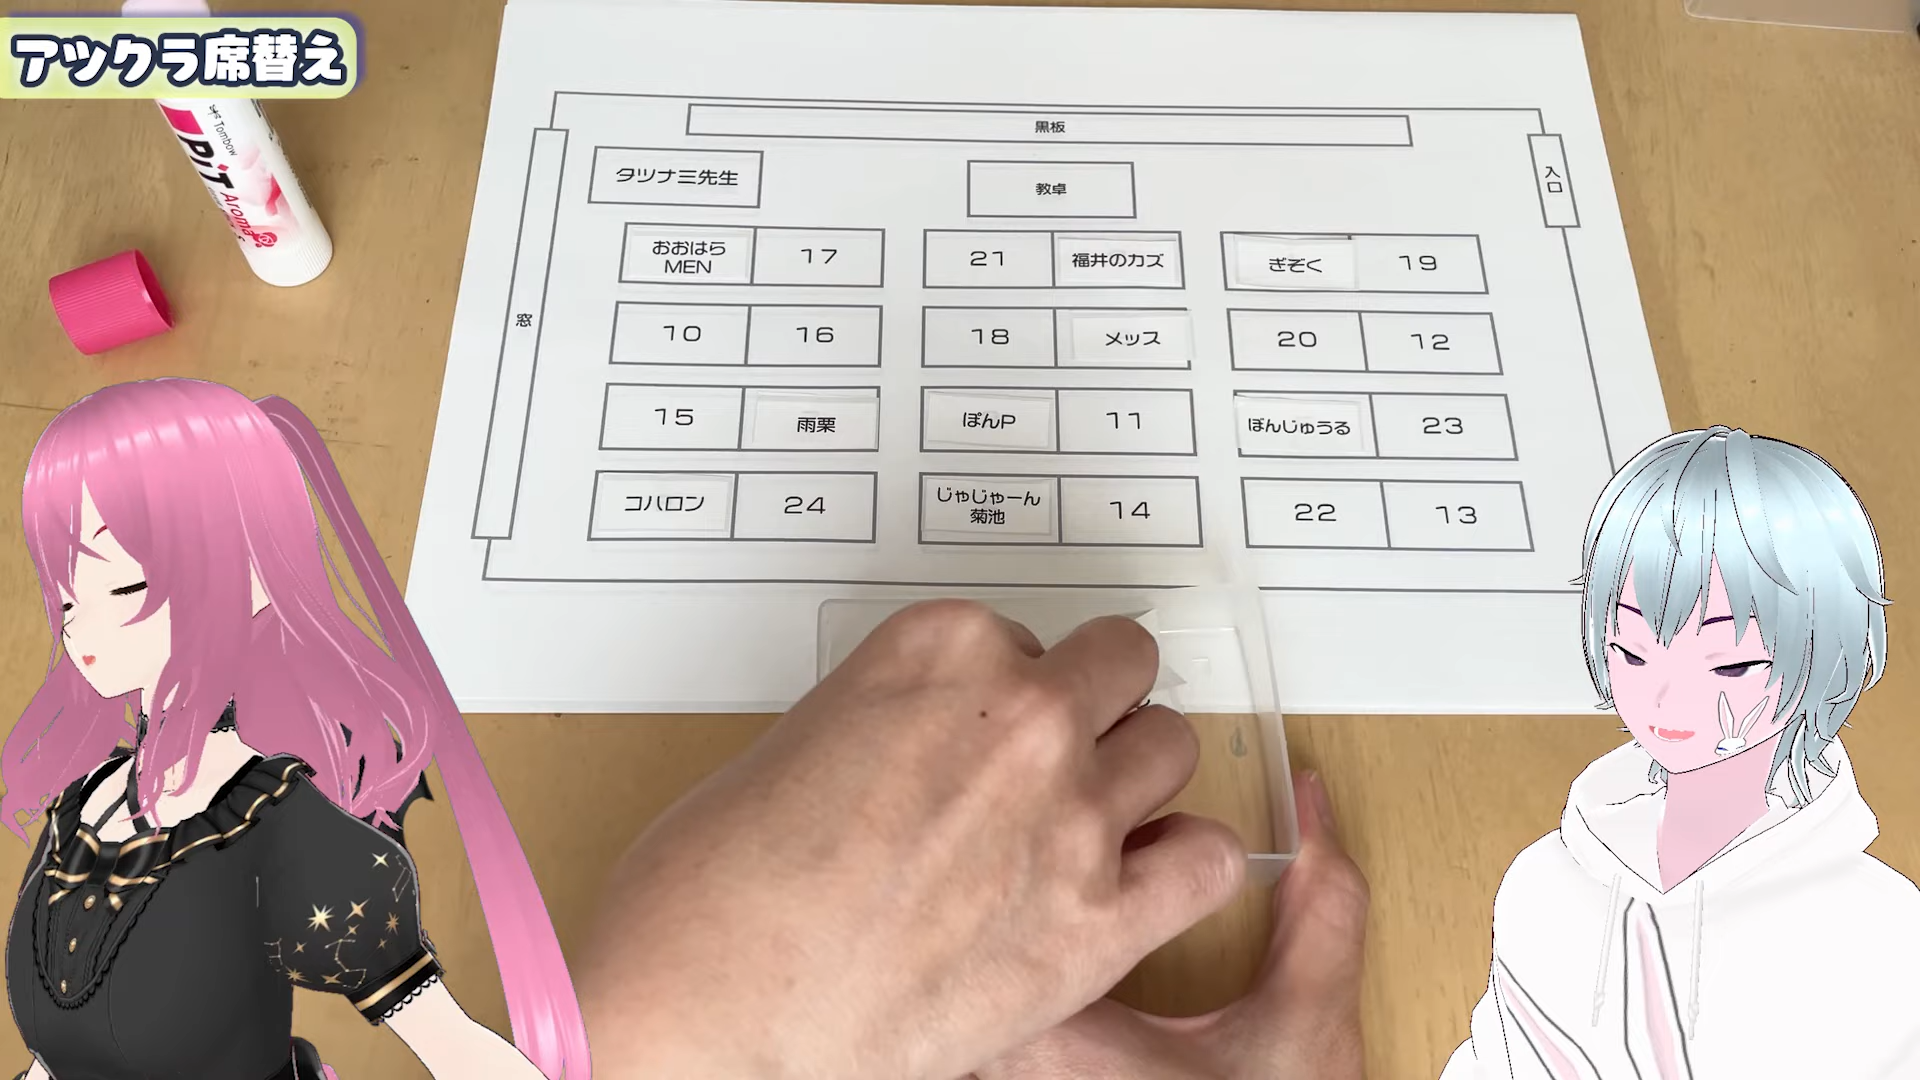 アツクラ席替え
Tombow
PiT
Aroma
黒板
入口
窓
タツナミ先生
教卓
おおはら
MEN
17
21
福井のカズ
ぎぞく
19
10
16
18
メッス
20
12
15
雨栗
ぽんP
11
ぼんじゅうる
23
コハロン
24
じゃじゃーん
菊池
14
22
13